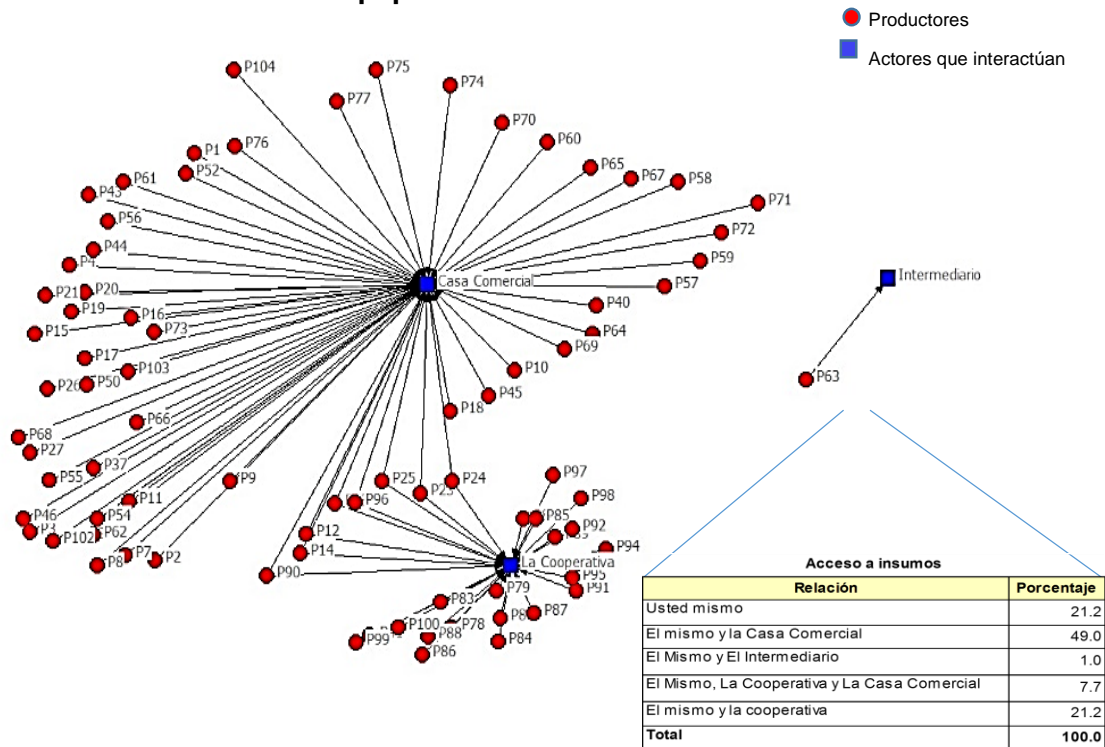 Productores
Actores que interactúan
P104
P75
P74
P77
P70
P60
P76
P1
P52
P65
P67
P58
P61
P43
P71
P56
P72
P44
P4
P59
Casa Comercial
Intermediario
P57
P21
P20
P19
P40
P16
P15
P73
P64
P69
P17
P103
P10
P63
P26
P50
P45
P18
P66
P68
P27
P37
P55
P9
P25
P24
P97
P23
P96
P98
P11
P46
P54
P85
P3
P62
P12
P92
P102
P94
P7
P14
P8
P2
La Cooperativa
P90
P95
P79
P91
P83
P87
P100
P78
P99
P88
P84
P86
Acceso a insumos
Relación Porcentaje
Usted mismo 21.2
El mismo y la Casa Comercial 49.0
El Mismo y El Intermediario 1.0
El Mismo, La Cooperativa y La Casa Comercial 7.7
El mismo y la cooperativa 21.2
Total 100.0